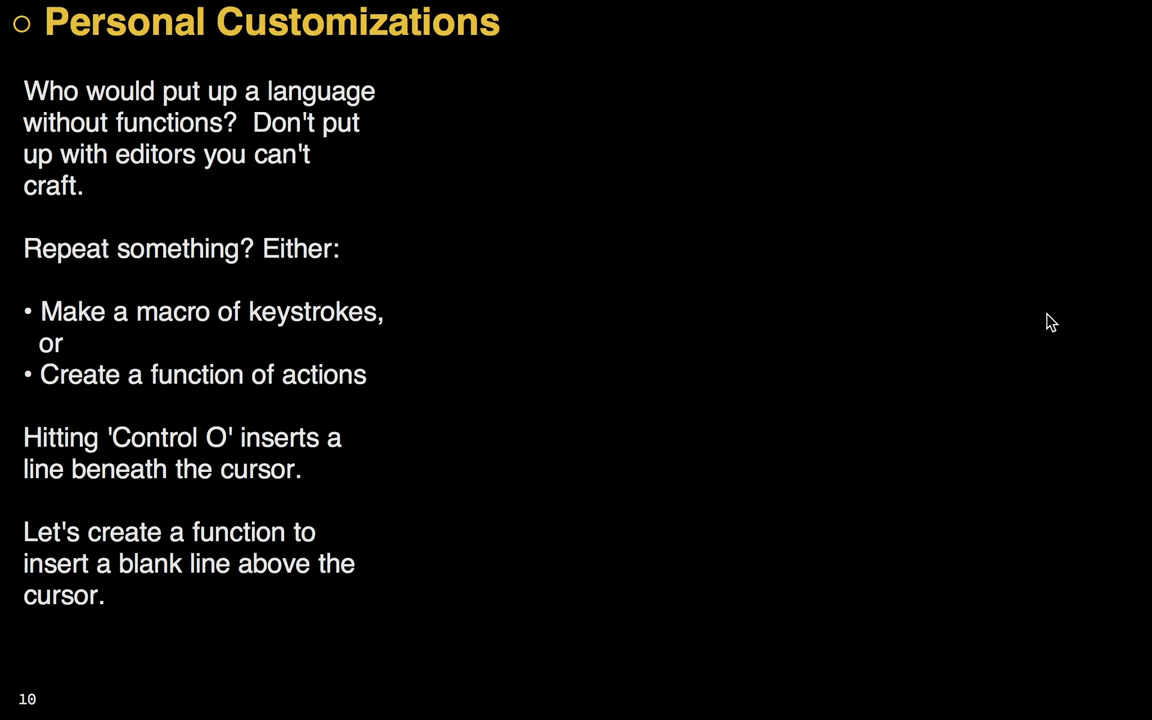 ○ Personal Customizations
Who would put up a language
without functions?  Don't put
up with editors you can't
craft.
Repeat something? Either:
• Make a macro of keystrokes,
or
• Create a function of actions
Hitting 'Control O' inserts a
line beneath the cursor.
Let's create a function to
insert a blank line above the
cursor.
10